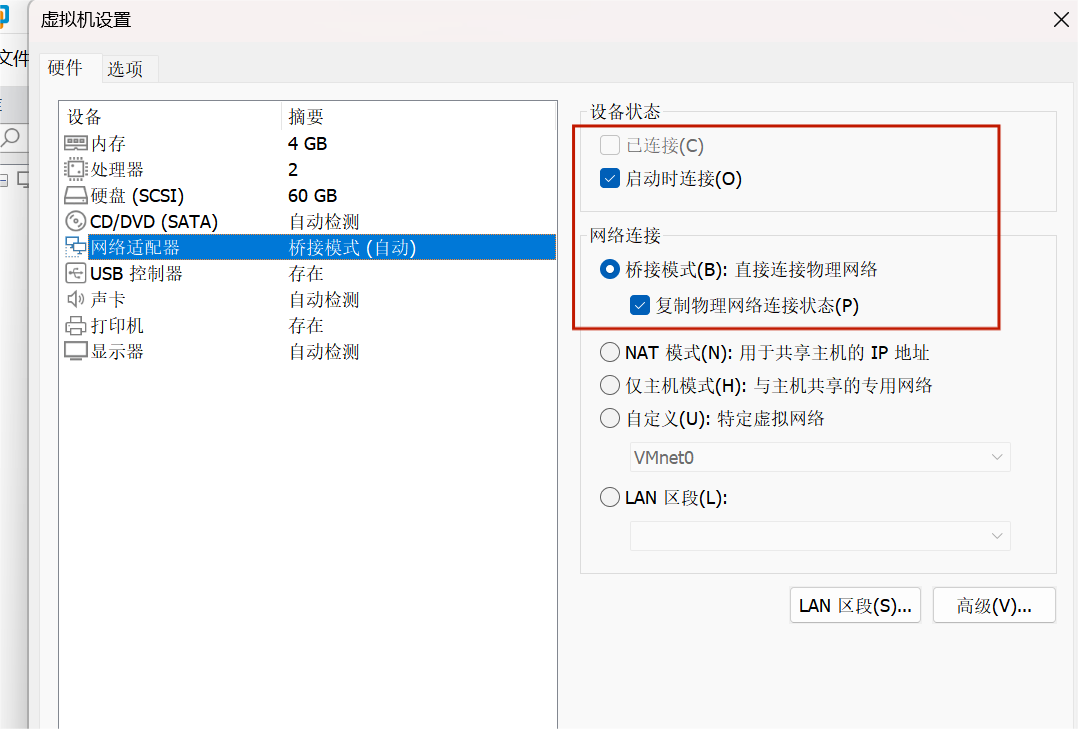 虚拟机设置
文件
硬件 选项
设备 摘要
内存 4 GB
处理器 2
硬盘 (SCSI) 60 GB
CD/DVD (SATA) 自动检测
网络适配器 桥接模式 (自动)
USB 控制器 存在
声卡 自动检测
打印机 存在
显示器 自动检测
设备状态
已连接(C)
启动时连接(O)
网络连接
桥接模式(B): 直接连接物理网络
复制物理网络连接状态(P)
NAT 模式(N): 用于共享主机的 IP 地址
仅主机模式(H): 与主机共享的专用网络
自定义(U): 特定虚拟网络
VMnet0
LAN 区段(L):
LAN 区段(S)... 高级(V)...